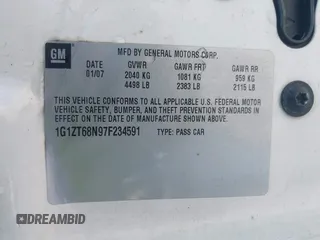 GM
MFD BY GENERAL MOTORS CORP.
DATE GVWR GAWR FRT GAWR RR
01/07 2040 KG 1081 KG 959 KG
4498 LB 2383 LB 2115 LB
THIS VEHICLE CONFORMS TO ALL APPLICABLE U.S. FEDERAL MOTOR
VEHICLE SAFETY, BUMPER, AND THEFT PREVENTION STANDARDS IN
EFFECT ON THE DATE OF MANUFACTURE SHOWN ABOVE.
1G1ZT68N97F234591 TYPE: PASS CAR
DREAMBID